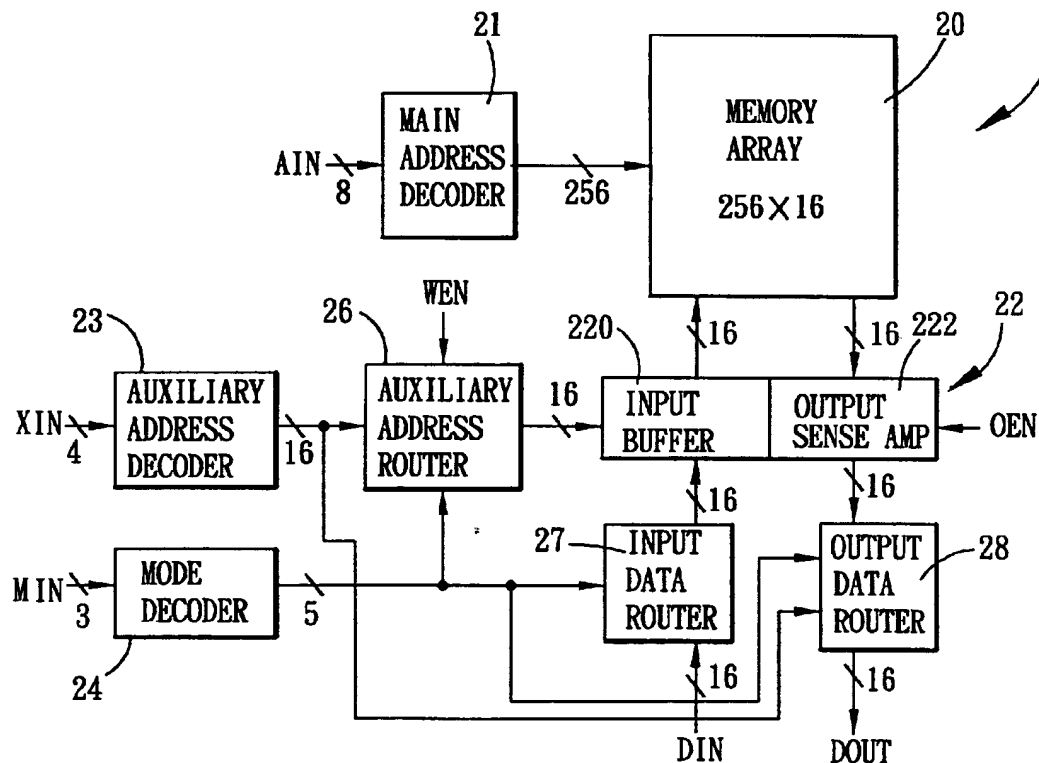 21
20
MAIN
ADDRESS
DECODER
MEMORY
ARRAY
256×16
AIN
8
256
23
WEN
26
220
16
16
222
22
XIN
4
AUXILIARY
ADDRESS
DECODER
16
AUXILIARY
ADDRESS
ROUTER
16
INPUT
BUFFER
OUTPUT
SENSE AMP
OEN
16
16
MIN
3
MODE
DECODER
5
27
INPUT
DATA
ROUTER
OUTPUT
DATA
ROUTER
28
24
16
16
DIN
DOUT